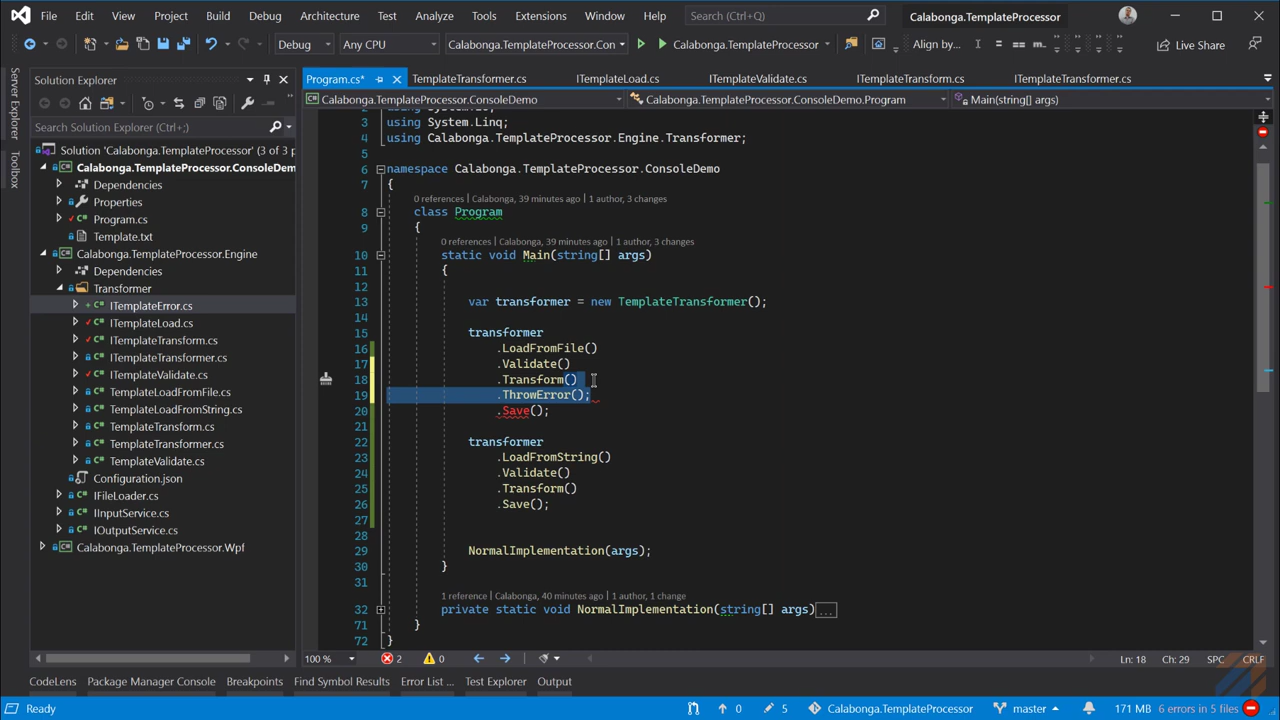 File Edit View Project Build Debug Architecture Test Analyze Tools Extensions Window Help Search (Ctrl+Q) Calabonga.TemplateProcessor
Debug Any CPU Calabonga.TemplateProcessor.Con Calabonga.TemplateProcessor Align by... Live Share
Server Explorer
Toolbox
Solution Explorer
Search Solution Explorer (Ctrl+;)
Solution 'Calabonga.TemplateProcessor' (3 of 3 p
Calabonga.TemplateProcessor.ConsoleDem
Dependencies
Properties
Program.cs
Template.txt
Calabonga.TemplateProcessor.Engine
Dependencies
Transformer
ITemplateError.cs
ITemplateLoad.cs
ITemplateTransform.cs
ITemplateTransformer.cs
ITemplateValidate.cs
TemplateLoadFromFile.cs
TemplateLoadFromString.cs
TemplateTransform.cs
TemplateTransformer.cs
TemplateValidate.cs
Configuration.json
IFileLoader.cs
IInputService.cs
IOutputService.cs
Calabonga.TemplateProcessor.Wpf
Program.cs* TemplateTransformer.cs ITemplateLoad.cs ITemplateValidate.cs ITemplateTransform.cs ITemplateTransformer.cs
Calabonga.TemplateProcessor.ConsoleDemo Calabonga.TemplateProcessor.ConsoleDemo.Program Main(string[] args)
3 using System.Linq;
4 using Calabonga.TemplateProcessor.Engine.Transformer;
5
6 namespace Calabonga.TemplateProcessor.ConsoleDemo
7 {
0 references | Calabonga, 39 minutes ago | 1 author, 3 changes
8 class Program
9 {
0 references | Calabonga, 39 minutes ago | 1 author, 3 changes
10 static void Main(string[] args)
11 {
12
13 var transformer = new TemplateTransformer();
14
15 transformer
16 .LoadFromFile()
17 .Validate()
18 .Transform()
19 .ThrowError();
20 .Save();
21
22 transformer
23 .LoadFromString()
24 .Validate()
25 .Transform()
26 .Save();
27
28
29 NormalImplementation(args);
30 }
31
1 reference | Calabonga, 40 minutes ago | 1 author, 1 change
32 private static void NormalImplementation(string[] args)...
71 }
72 }
100 % 2 0 Ln: 18 Ch: 29 SPC CRLF
CodeLens Package Manager Console Breakpoints Find Symbol Results Error List ... Test Explorer Output
Ready 0 5 Calabonga.TemplateProcessor master 171 MB 6 errors in 5 files